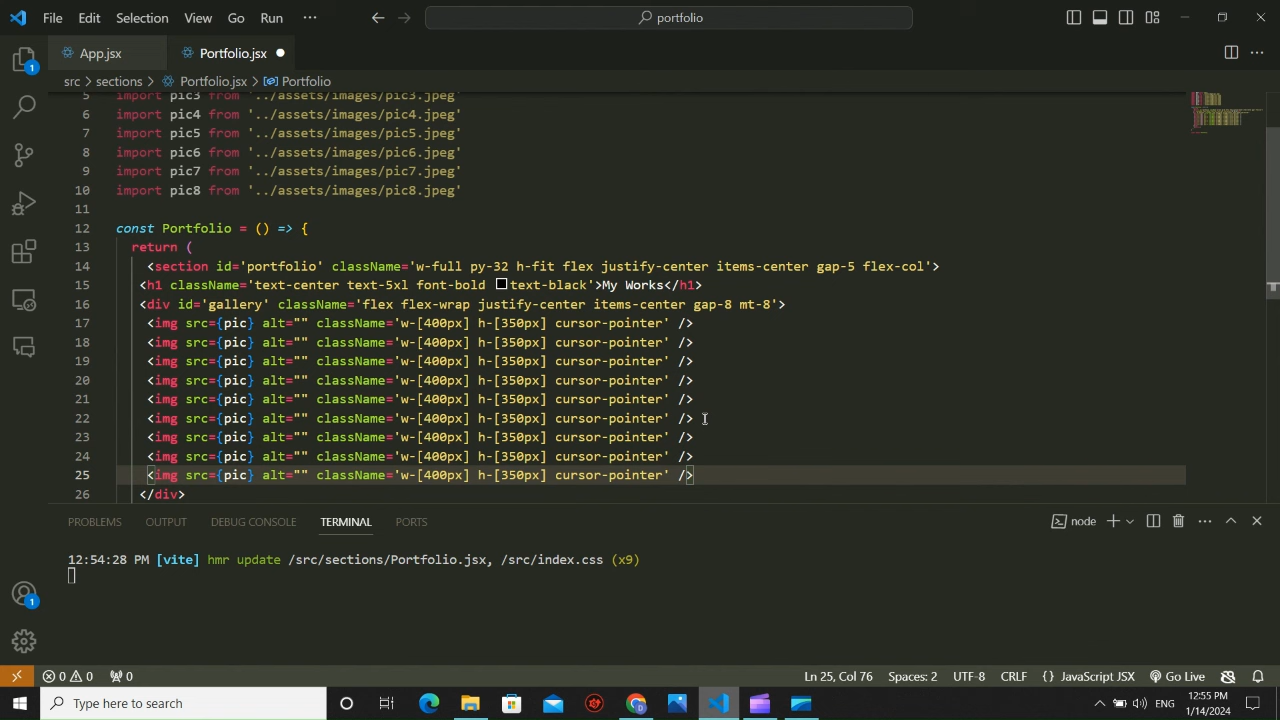 File Edit Selection View Go Run ··· portfolio
App.jsx Portfolio.jsx
src > sections > Portfolio.jsx > Portfolio
5 import pic3 from '../assets/images/pic3.jpeg'
6 import pic4 from '../assets/images/pic4.jpeg'
7 import pic5 from '../assets/images/pic5.jpeg'
8 import pic6 from '../assets/images/pic6.jpeg'
9 import pic7 from '../assets/images/pic7.jpeg'
10 import pic8 from '../assets/images/pic8.jpeg'
11
12 const Portfolio = () => {
13 return (
14 <section id='portfolio' className='w-full py-32 h-fit flex justify-center items-center gap-5 flex-col'>
15 <h1 className='text-center text-5xl font-bold text-black'>My Works</h1>
16 <div id='gallery' className='flex flex-wrap justify-center items-center gap-8 mt-8'>
17 <img src={pic} alt="" className='w-[400px] h-[350px] cursor-pointer' />
18 <img src={pic} alt="" className='w-[400px] h-[350px] cursor-pointer' />
19 <img src={pic} alt="" className='w-[400px] h-[350px] cursor-pointer' />
20 <img src={pic} alt="" className='w-[400px] h-[350px] cursor-pointer' />
21 <img src={pic} alt="" className='w-[400px] h-[350px] cursor-pointer' />
22 <img src={pic} alt="" className='w-[400px] h-[350px] cursor-pointer' />
23 <img src={pic} alt="" className='w-[400px] h-[350px] cursor-pointer' />
24 <img src={pic} alt="" className='w-[400px] h-[350px] cursor-pointer' />
25 <img src={pic} alt="" className='w-[400px] h-[350px] cursor-pointer' />
26 </div>
PROBLEMS OUTPUT DEBUG CONSOLE TERMINAL PORTS node
12:54:28 PM [vite] hmr update /src/sections/Portfolio.jsx, /src/index.css (x9)
0 0 0 Ln 25, Col 76 Spaces: 2 UTF-8 CRLF {} JavaScript JSX Go Live
Type here to search ENG 12:55 PM
1/14/2024